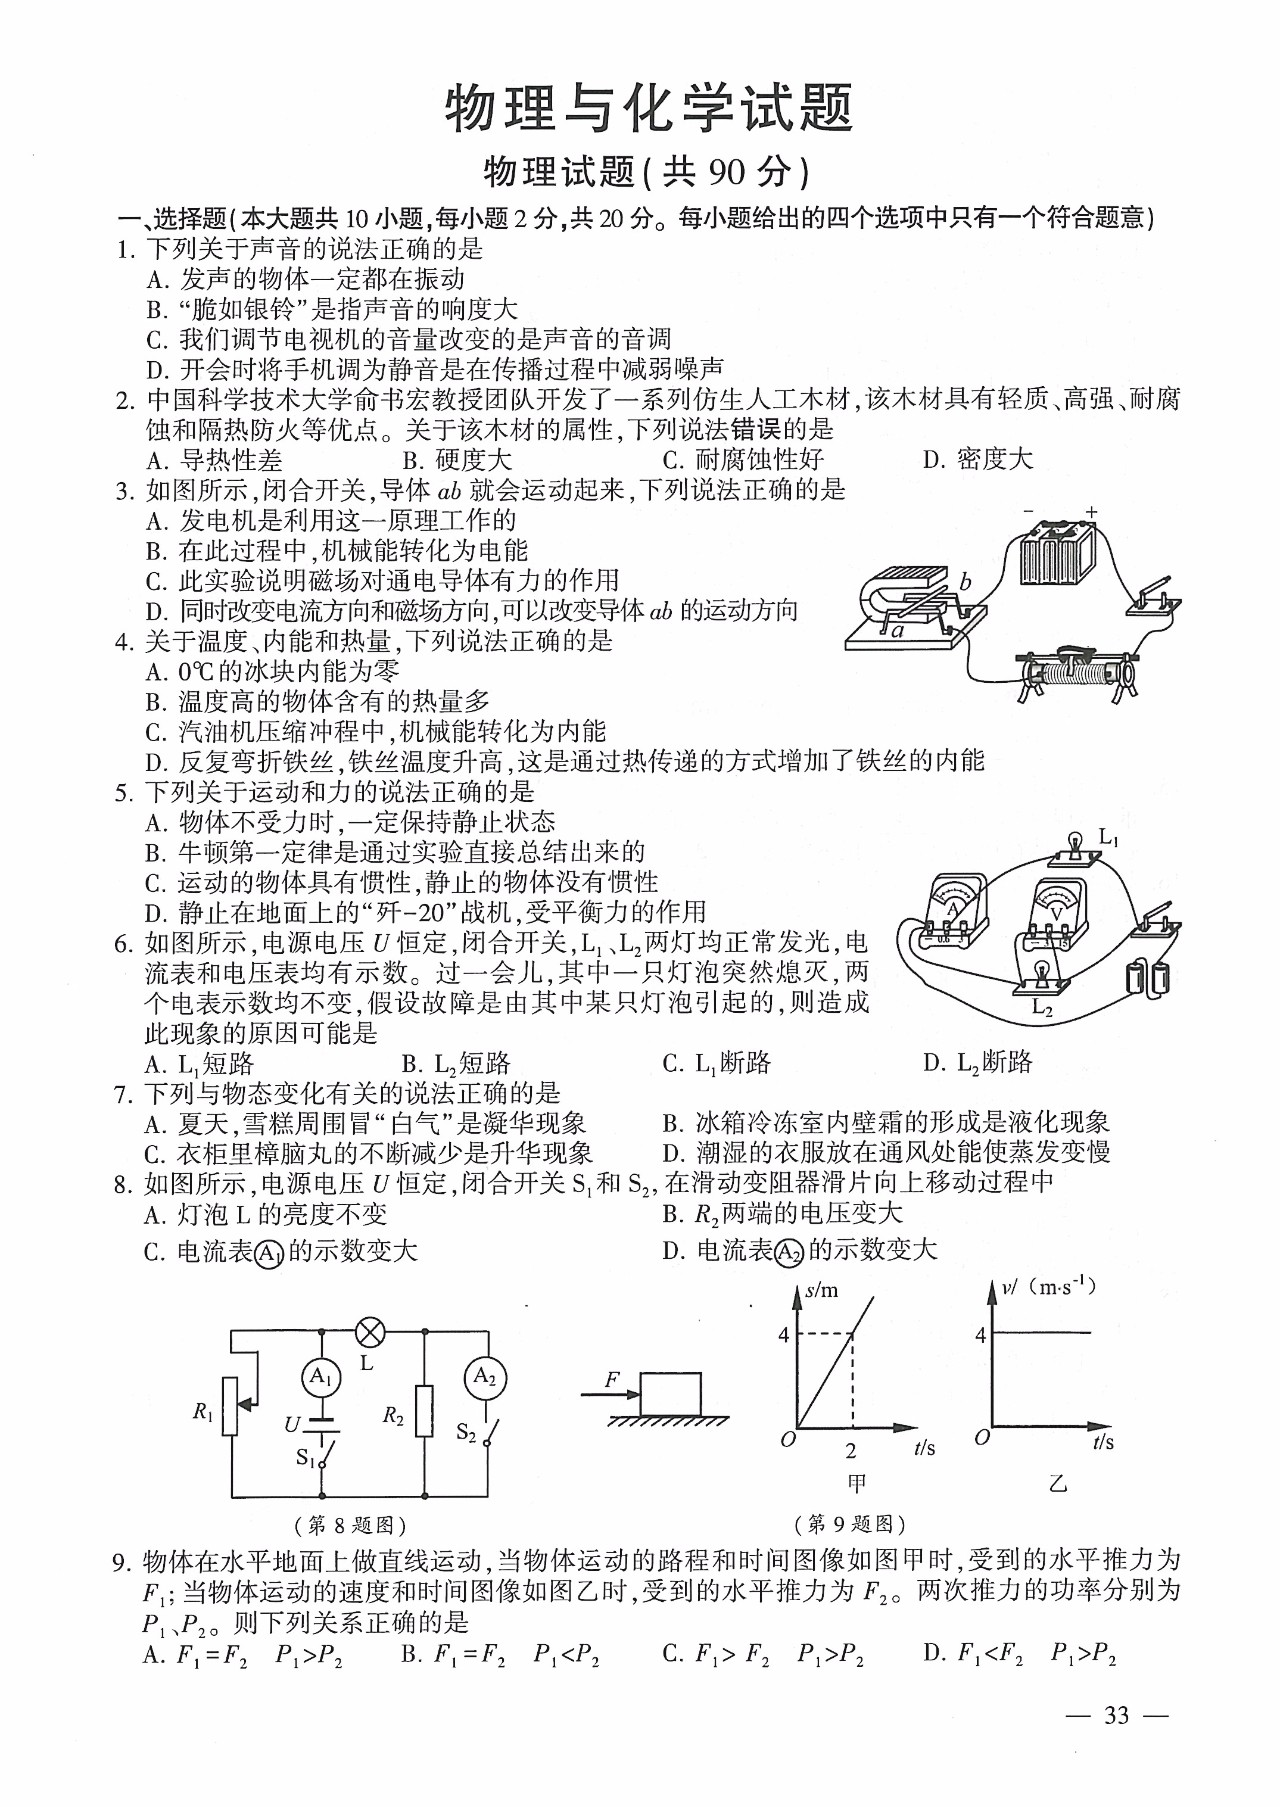 物理与化学试题
物理试题(共90分)
一、选择题(本大题共10小题,每小题2分,共20分。每小题给出的四个选项中只有一个符合题意)
1. 下列关于声音的说法正确的是
A. 发声的物体一定都在振动
B. “脆如银铃”是指声音的响度大
C. 我们调节电视机的音量改变的是声音的音调
D. 开会时将手机调为静音是在传播过程中减弱噪声
2. 中国科学技术大学俞书宏教授团队开发了一系列仿生人工木材,该木材具有轻质、高强、耐腐
蚀和隔热防火等优点。关于该木材的属性,下列说法错误的是
A. 导热性差 B. 硬度大 C. 耐腐蚀性好 D. 密度大
3. 如图所示,闭合开关,导体ab就会运动起来,下列说法正确的是
A. 发电机是利用这一原理工作的
B. 在此过程中,机械能转化为电能
C. 此实验说明磁场对通电导体有力的作用
D. 同时改变电流方向和磁场方向,可以改变导体ab的运动方向
- +
b
a
4. 关于温度、内能和热量,下列说法正确的是
A. 0℃的冰块内能为零
B. 温度高的物体含有的热量多
C. 汽油机压缩冲程中,机械能转化为内能
D. 反复弯折铁丝,铁丝温度升高,这是通过热传递的方式增加了铁丝的内能
5. 下列关于运动和力的说法正确的是
A. 物体不受力时,一定保持静止状态
B. 牛顿第一定律是通过实验直接总结出来的
C. 运动的物体具有惯性,静止的物体没有惯性
D. 静止在地面上的“歼-20”战机,受平衡力的作用
6. 如图所示,电源电压U恒定,闭合开关,L₁、L₂两灯均正常发光,电
流表和电压表均有示数。过一会儿,其中一只灯泡突然熄灭,两
个电表示数均不变,假设故障是由其中某只灯泡引起的,则造成
此现象的原因可能是
L₁
A V
L₂
A. L₁短路 B. L₂短路 C. L₁断路 D. L₂断路
7. 下列与物态变化有关的说法正确的是
A. 夏天,雪糕周围冒“白气”是凝华现象 B. 冰箱冷冻室内壁霜的形成是液化现象
C. 衣柜里樟脑丸的不断减少是升华现象 D. 潮湿的衣服放在通风处能使蒸发变慢
8. 如图所示,电源电压U恒定,闭合开关S₁和S₂,在滑动变阻器滑片向上移动过程中
A. 灯泡L的亮度不变 B. R₂两端的电压变大
C. 电流表A₁的示数变大 D. 电流表A₂的示数变大
L
A₁ A₂
R₁ U R₂ S₂
S₁
(第8题图)
F
s/m
4
O 2 t/s
甲
v/(m·s⁻¹)
4
O t/s
乙
(第9题图)
9. 物体在水平地面上做直线运动,当物体运动的路程和时间图像如图甲时,受到的水平推力为
F₁;当物体运动的速度和时间图像如图乙时,受到的水平推力为F₂。两次推力的功率分别为
P₁、P₂。则下列关系正确的是
A. F₁=F₂ P₁>P₂ B. F₁=F₂ P₁<P₂ C. F₁>F₂ P₁>P₂ D. F₁<F₂ P₁>P₂
— 33 —